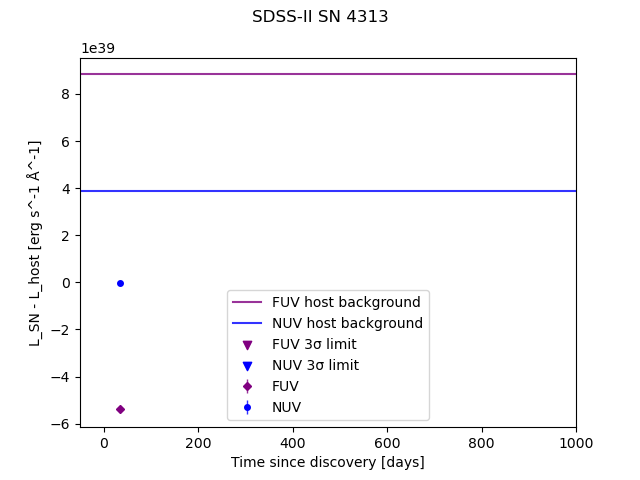 SDSS-II SN 4313
1e39
L_SN - L_host [erg s^-1 Å^-1]
8
6
4
2
0
−2
−4
−6
FUV host background
NUV host background
FUV 3σ limit
NUV 3σ limit
FUV
NUV
0 200 400 600 800 1000
Time since discovery [days]